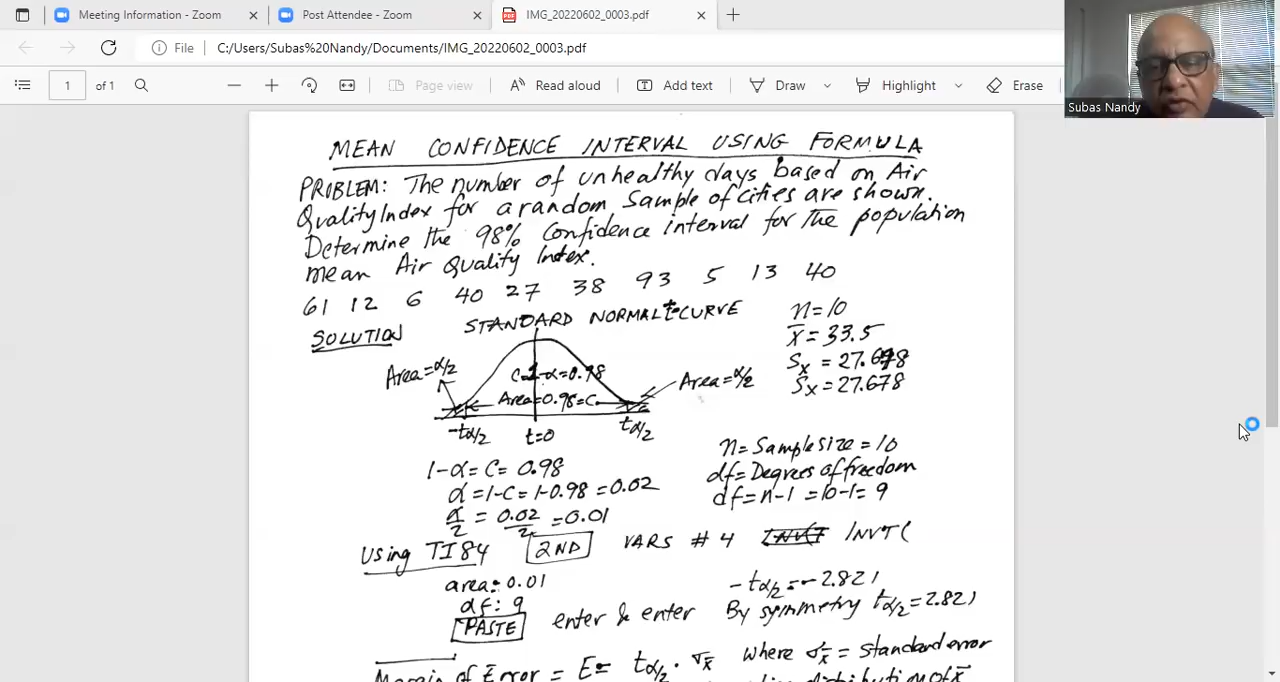 Meeting Information - Zoom
Post Attendee - Zoom
IMG_20220602_0003.pdf
File
C:/Users/Subas%20Nandy/Documents/IMG_20220602_0003.pdf
1 of 1
Page view
Read aloud
Add text
Draw
Highlight
Erase
Subas Nandy
MEAN CONFIDENCE INTERVAL USING FORMULA
PROBLEM: The number of unhealthy days based on Air
Quality Index for a random Sample of cities are shown.
Determine the 98% Confidence interval for the population
mean Air Quality Index.
61 12 6 40 27 38 93 5 13 40
SOLUTION
STANDARD NORMAL t-CURVE
n=10
x̄ = 33.5
Sx = 27.698
Sx = 27.678
Area=α/2
C=1-α=0.98
Area=0.98=C
Area=α/2
-tα/2
t=0
tα/2
1-α=C=0.98
α=1-C=1-0.98=0.02
α/2 = 0.02/2 = 0.01
n=Sample size=10
df=Degrees of freedom
df=n-1=10-1=9
Using TI84 2ND VARS # 4 INVT INVT(
area: 0.01
df: 9
PASTE enter & enter
-tα/2 = -2.821
By symmetry tα/2=2.821
Margin of Error = E = tα/2 · σx̄ where σx̄ = standard error
distribution of x̄